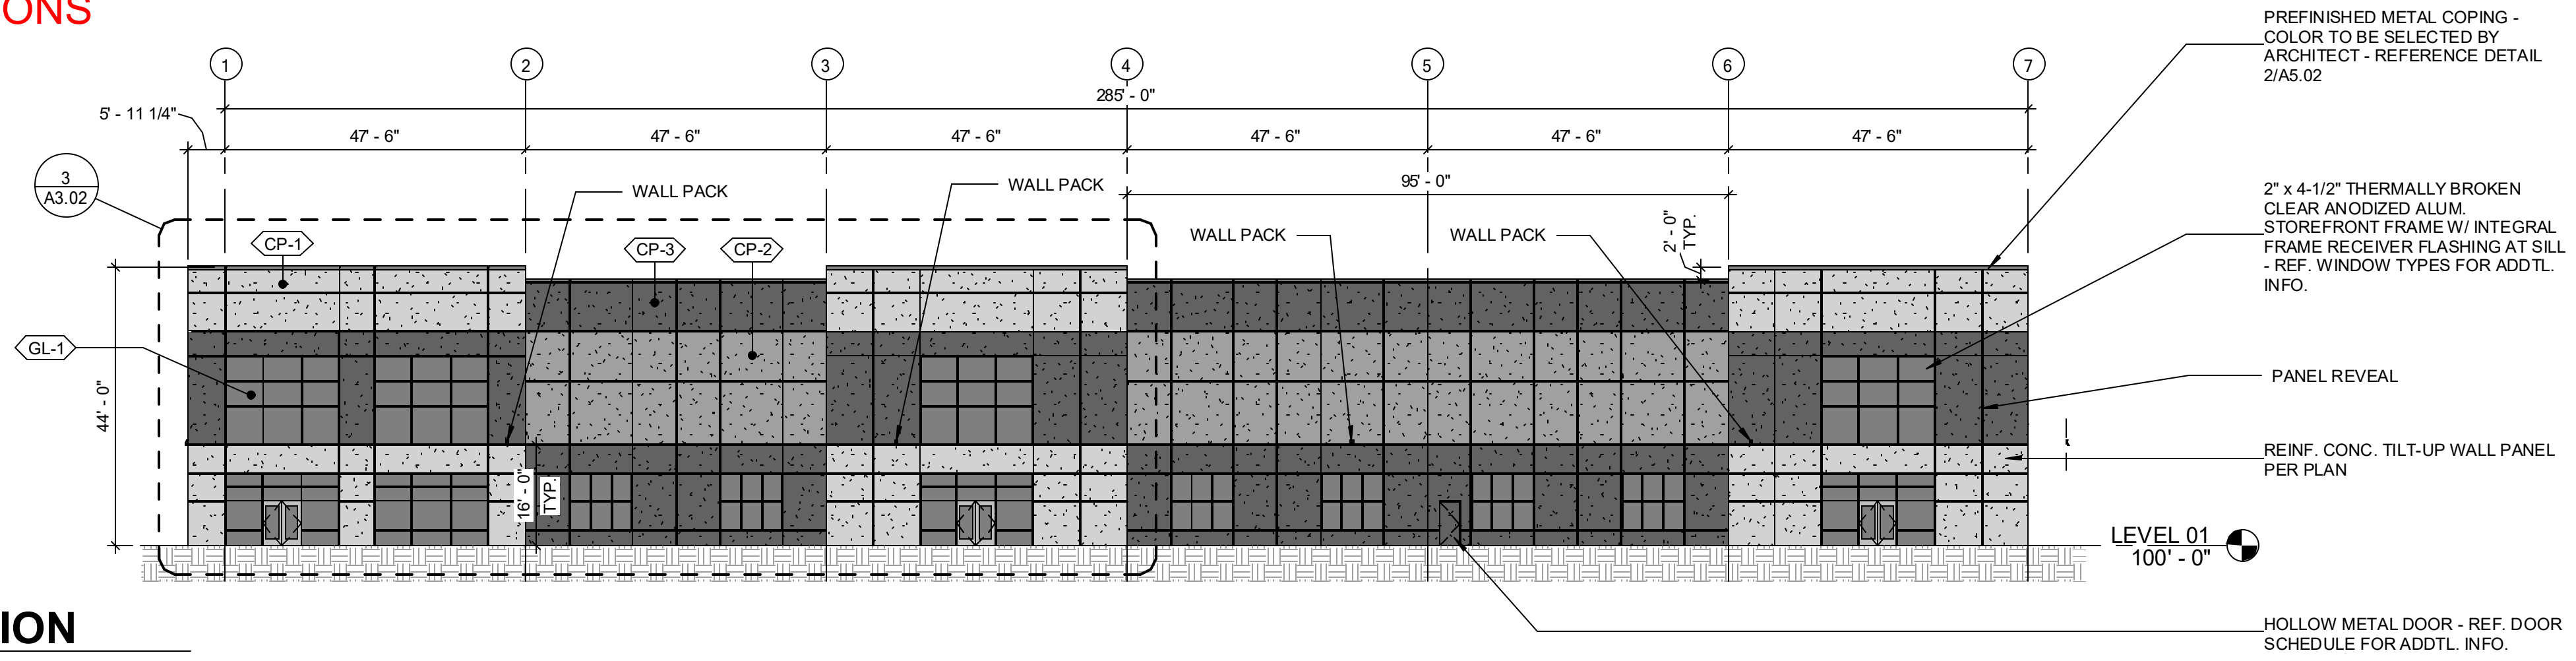 ONS
1
2
3
4
5
6
7
285' - 0"
5' - 11 1/4"
47' - 6"
47' - 6"
47' - 6"
47' - 6"
47' - 6"
47' - 6"
95' - 0"
3
A3.02
WALL PACK
WALL PACK
WALL PACK
WALL PACK
2' - 0"
TYP.
CP-1
CP-3
CP-2
GL-1
44' - 0"
16' - 0"
TYP.
PREFINISHED METAL COPING -
COLOR TO BE SELECTED BY
ARCHITECT - REFERENCE DETAIL
2/A5.02
2" x 4-1/2" THERMALLY BROKEN
CLEAR ANODIZED ALUM.
STOREFRONT FRAME W/ INTEGRAL
FRAME RECEIVER FLASHING AT SILL
- REF. WINDOW TYPES FOR ADDTL.
INFO.
PANEL REVEAL
REINF. CONC. TILT-UP WALL PANEL
PER PLAN
LEVEL 01
100' - 0"
HOLLOW METAL DOOR - REF. DOOR
SCHEDULE FOR ADDTL. INFO.
ION